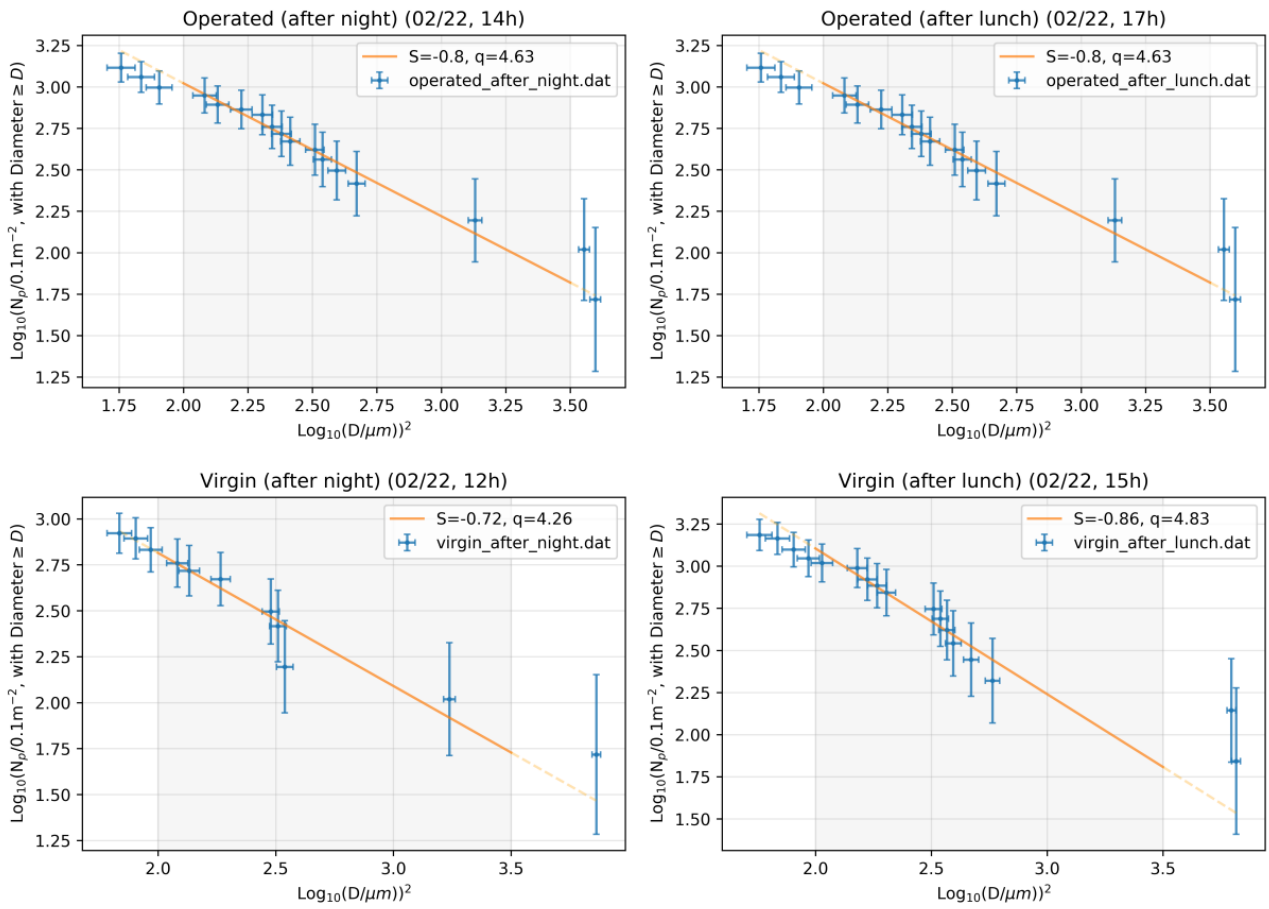 Operated (after night) (02/22, 14h)
Log₁₀(Nₚ/0.1m⁻², with Diameter ≥ D)
3.25
3.00
2.75
2.50
2.25
2.00
1.75
1.50
1.25
S=-0.8, q=4.63
operated_after_night.dat
1.75 2.00 2.25 2.50 2.75 3.00 3.25 3.50
Log₁₀(D/μm))²
Operated (after lunch) (02/22, 17h)
Log₁₀(Nₚ/0.1m⁻², with Diameter ≥ D)
3.25
3.00
2.75
2.50
2.25
2.00
1.75
1.50
1.25
S=-0.8, q=4.63
operated_after_lunch.dat
1.75 2.00 2.25 2.50 2.75 3.00 3.25 3.50
Log₁₀(D/μm))²
Virgin (after night) (02/22, 12h)
Log₁₀(Nₚ/0.1m⁻², with Diameter ≥ D)
3.00
2.75
2.50
2.25
2.00
1.75
1.50
1.25
S=-0.72, q=4.26
virgin_after_night.dat
2.0 2.5 3.0 3.5
Log₁₀(D/μm))²
Virgin (after lunch) (02/22, 15h)
Log₁₀(Nₚ/0.1m⁻², with Diameter ≥ D)
3.50
3.25
3.00
2.75
2.50
2.25
2.00
1.75
1.50
S=-0.86, q=4.83
virgin_after_lunch.dat
2.0 2.5 3.0 3.5
Log₁₀(D/μm))²